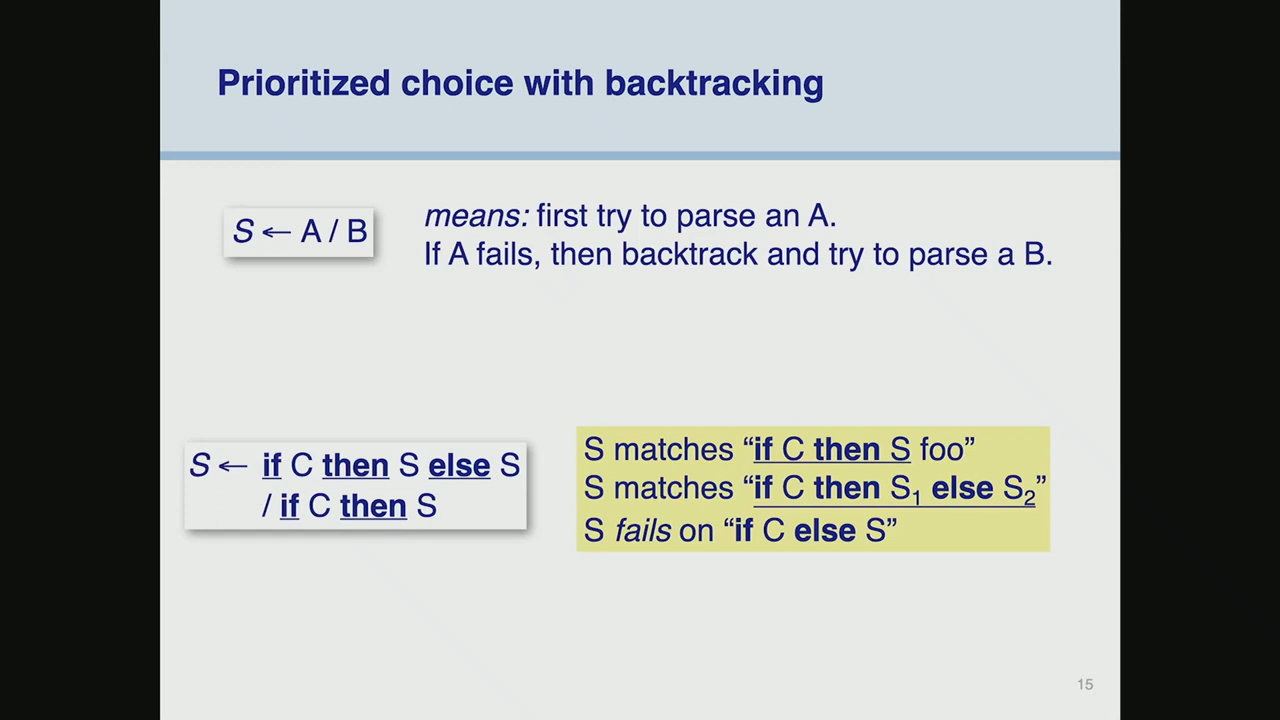 Prioritized choice with backtracking
S ← A / B
means: first try to parse an A.
If A fails, then backtrack and try to parse a B.
S ← if C then S else S
/ if C then S
S matches “if C then S foo”
S matches “if C then S₁ else S₂”
S fails on “if C else S”
15